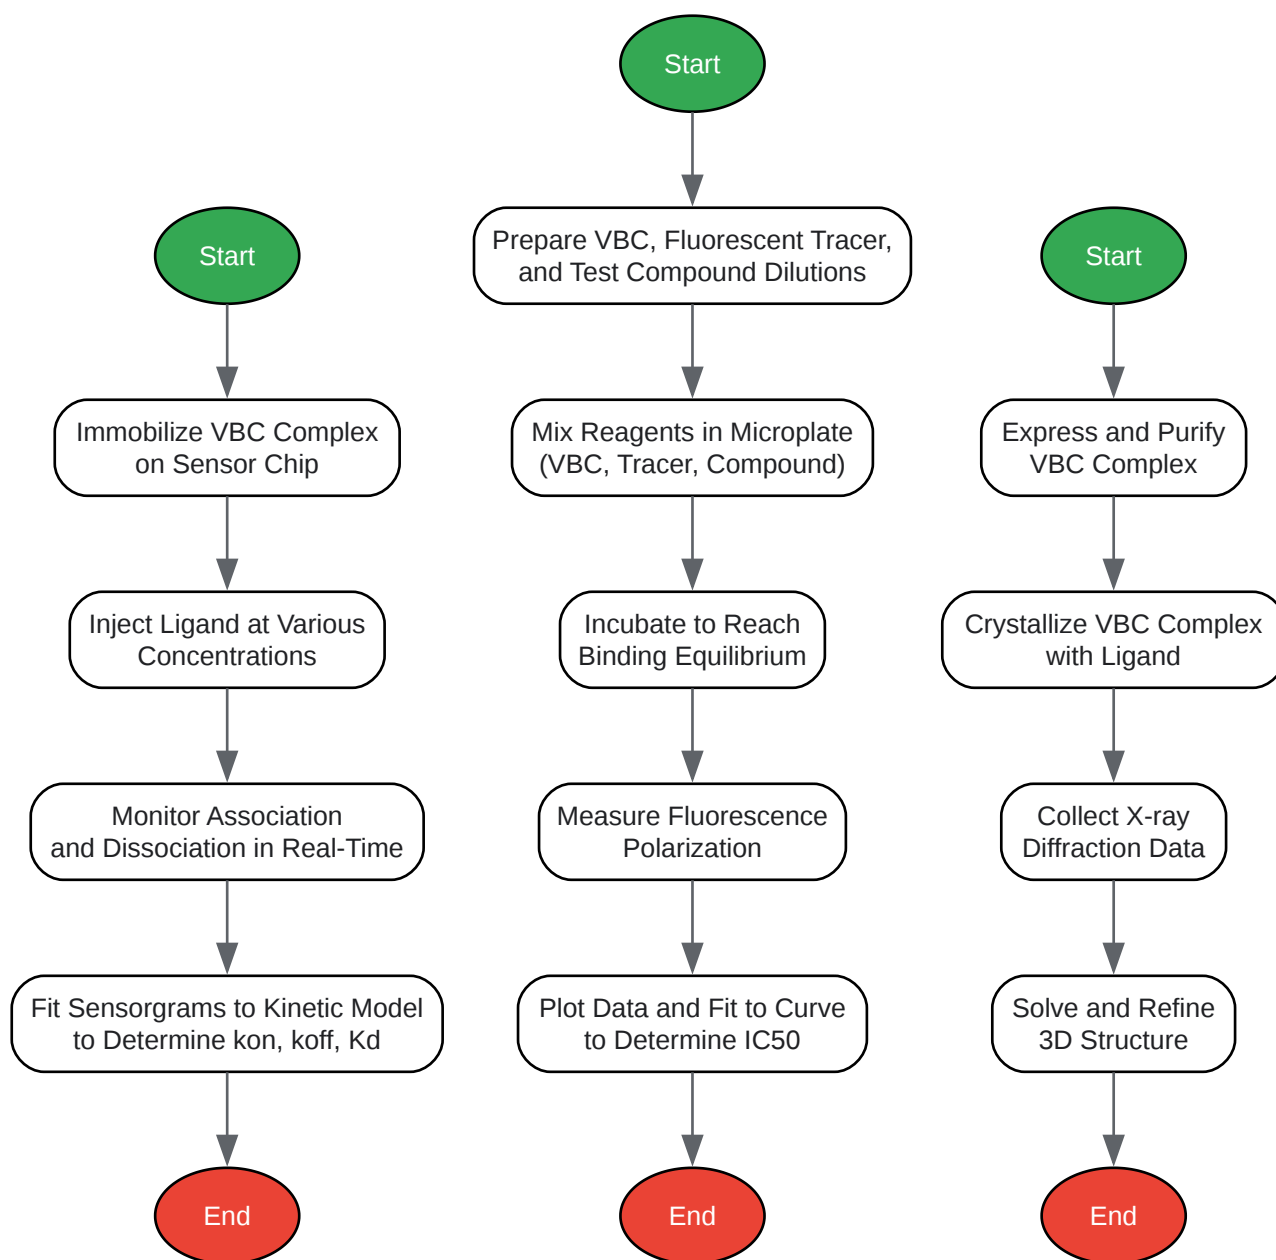 Start
Immobilize VBC Complex
on Sensor Chip
Inject Ligand at Various
Concentrations
Monitor Association
and Dissociation in Real-Time
Fit Sensorgrams to Kinetic Model
to Determine kon, koff, Kd
End
Start
Prepare VBC, Fluorescent Tracer,
and Test Compound Dilutions
Mix Reagents in Microplate
(VBC, Tracer, Compound)
Incubate to Reach
Binding Equilibrium
Measure Fluorescence
Polarization
Plot Data and Fit to Curve
to Determine IC50
End
Start
Express and Purify
VBC Complex
Crystallize VBC Complex
with Ligand
Collect X-ray
Diffraction Data
Solve and Refine
3D Structure
End